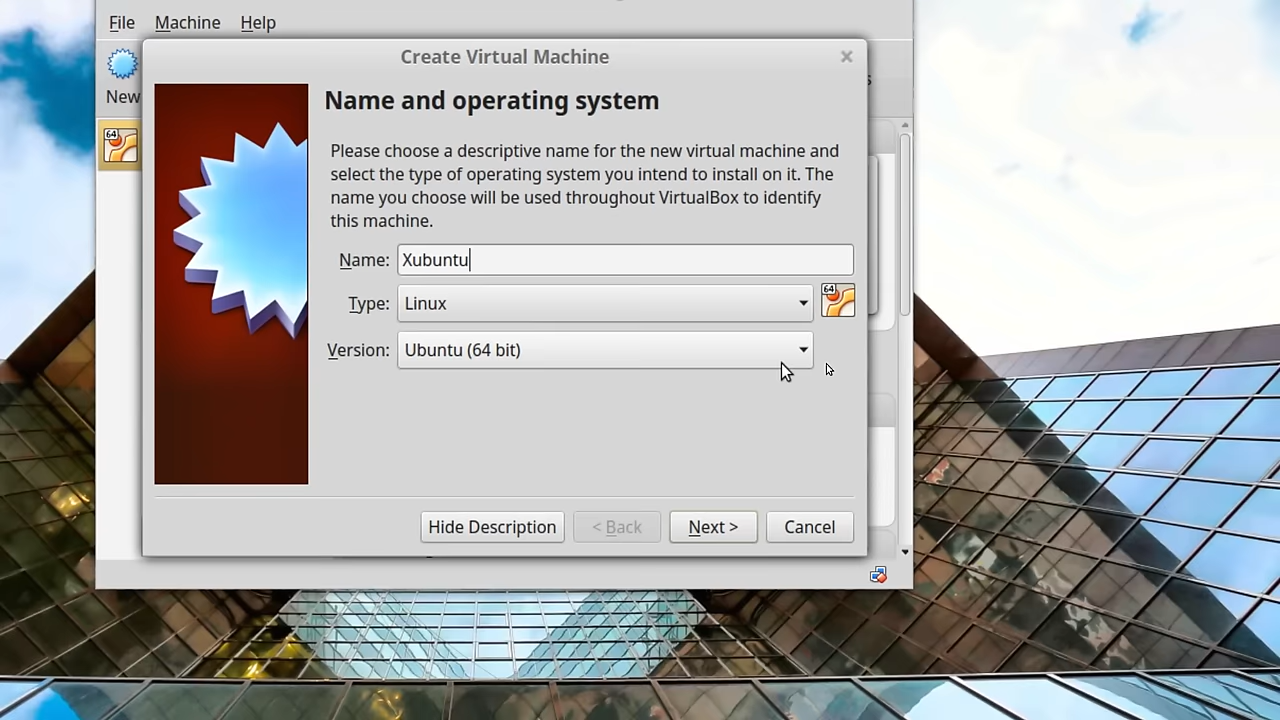 File Machine Help
Create Virtual Machine
New
64
Name and operating system
Please choose a descriptive name for the new virtual machine and
select the type of operating system you intend to install on it. The
name you choose will be used throughout VirtualBox to identify
this machine.
Name: Xubuntu
Type: Linux
64
Version: Ubuntu (64 bit)
Hide Description < Back Next > Cancel